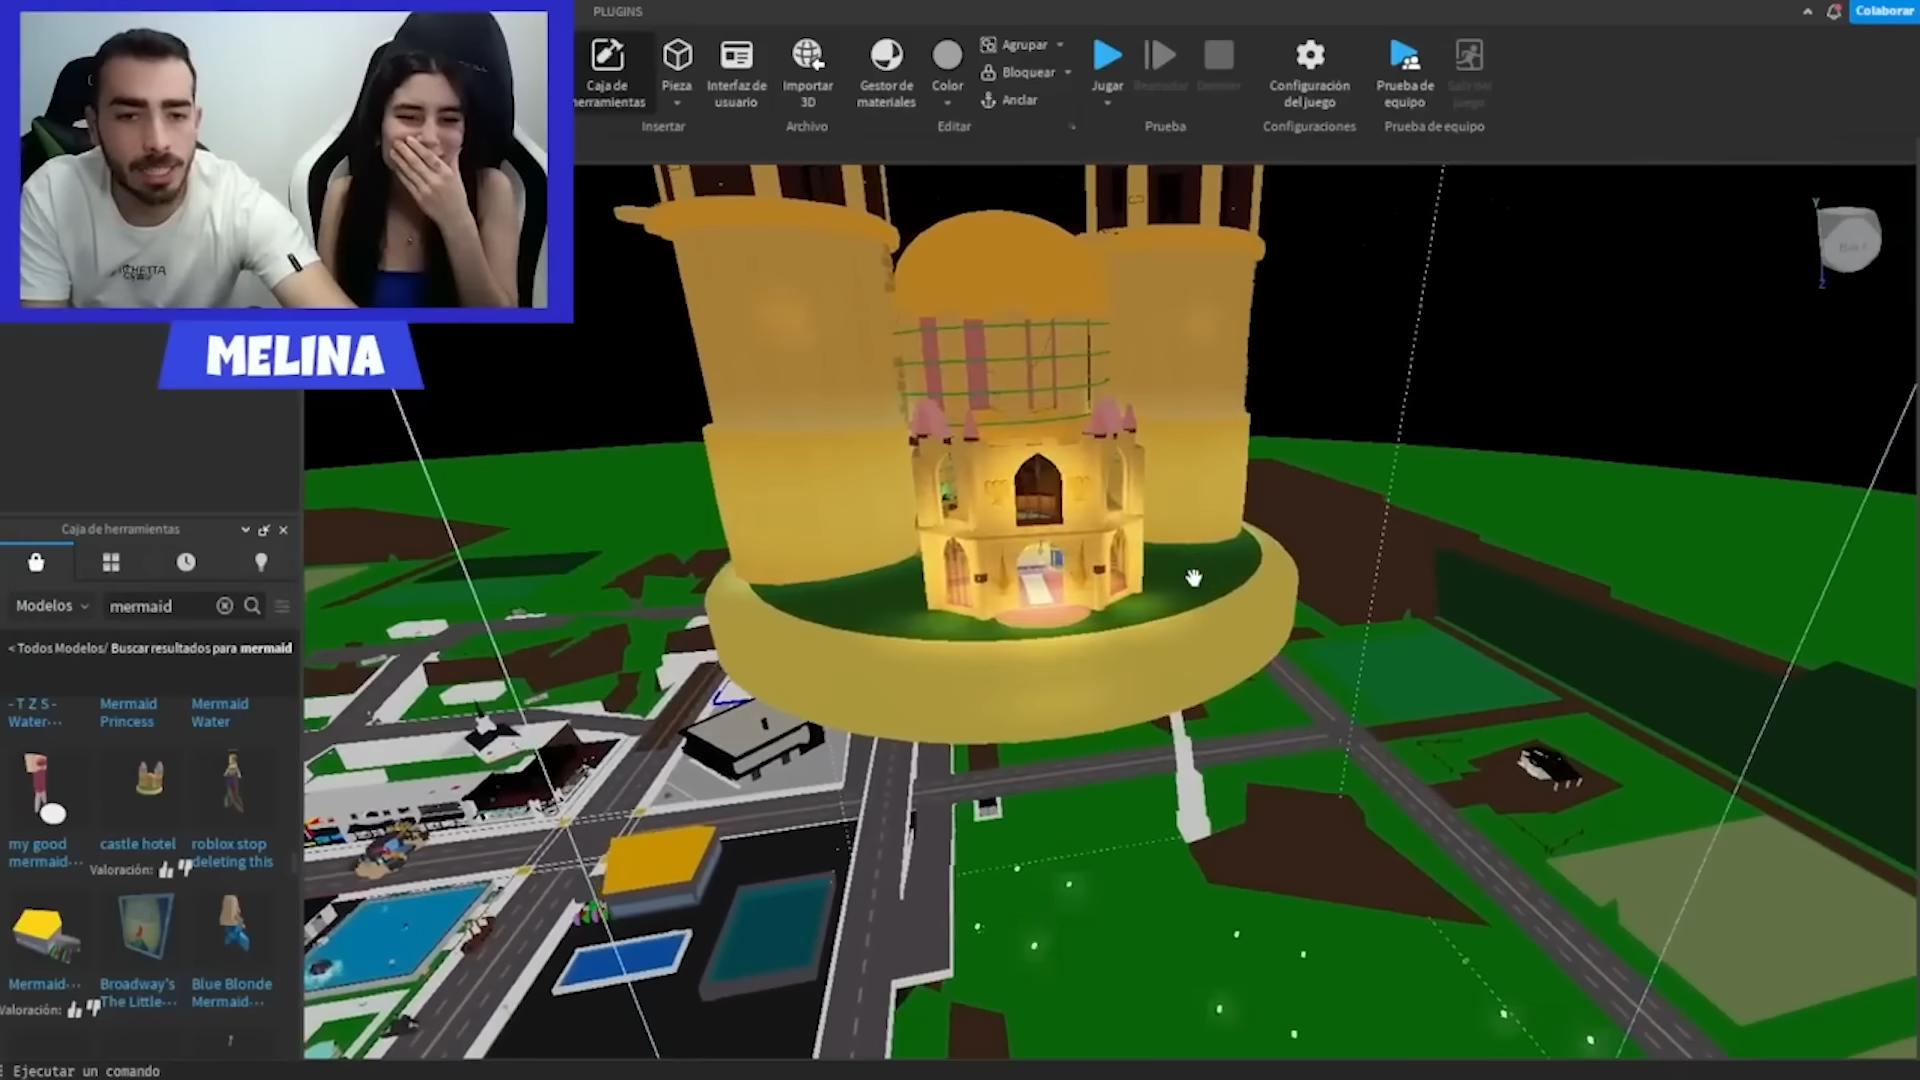 PLUGINS
Colaborar
Caja de
herramientas
Pieza
Interfaz de
usuario
Importar
3D
Gestor de
materiales
Color
Agrupar
Bloquear
Anclar
Jugar
Configuración
del juego
Prueba de
equipo
Insertar
Archivo
Editar
Prueba
Configuraciones
Prueba de equipo
Y
Z
MELINA
Caja de herramientas
Modelos
mermaid
< Todos Modelos/ Buscar resultados para mermaid
- T Z S -
Water...
Mermaid
Princess
Mermaid
Water
my good
mermaid...
castle hotel
roblox stop
deleting this
Valoración:
Mermaid...
Broadway's
The Little...
Blue Blonde
Mermaid...
Valoración:
Ejecutar un comando